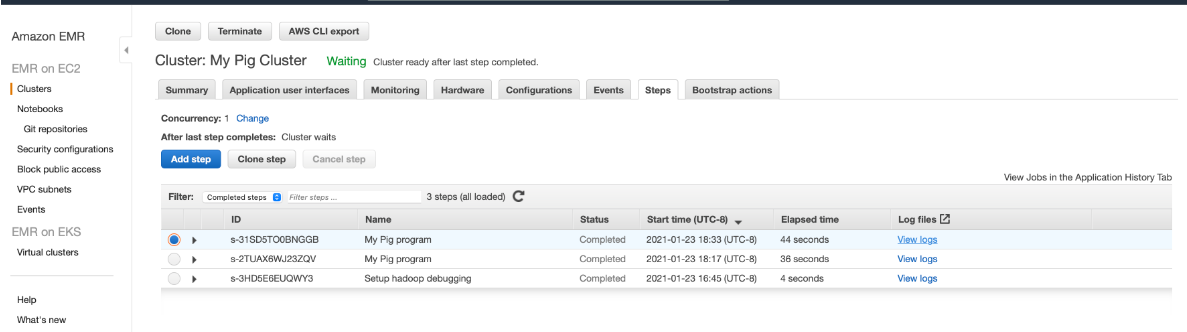 Clone Terminate AWS CLI export
Amazon EMR
Cluster: My Pig Cluster Waiting Cluster ready after last step completed.
EMR on EC2
Clusters
Notebooks
Git repositories
Security configurations
Block public access
VPC subnets
Events
EMR on EKS
Virtual clusters
Help
What's new
Summary Application user interfaces Monitoring Hardware Configurations Events Steps Bootstrap actions
Concurrency: 1 Change
After last step completes: Cluster waits
Add step Clone step Cancel step
View Jobs in the Application History Tab
Filter: Completed steps Filter steps ... 3 steps (all loaded)
ID Name Status Start time (UTC-8) Elapsed time Log files
s-31SD5TO0BNGGB My Pig program Completed 2021-01-23 18:33 (UTC-8) 44 seconds View logs
s-2TUAX6WJ23ZQV My Pig program Completed 2021-01-23 18:17 (UTC-8) 36 seconds View logs
s-3HD5E6EUQWY3 Setup hadoop debugging Completed 2021-01-23 16:45 (UTC-8) 4 seconds View logs